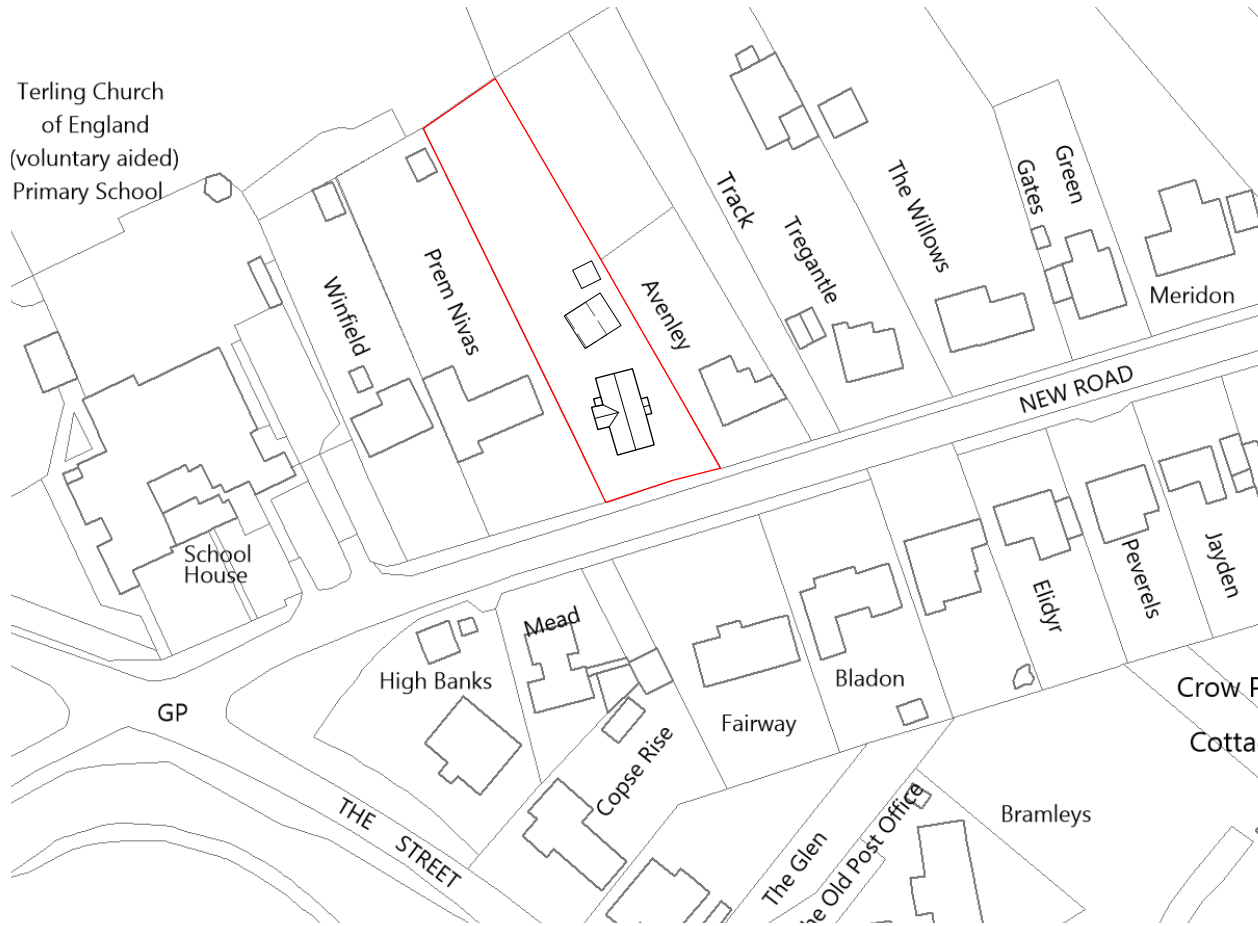 Terling Church
of England
(voluntary aided)
Primary School
Winfield
Prem Nivas
Avenley
Track
Tregantle
The Willows
Gates
Green
Meridon
NEW ROAD
School
House
GP
High Banks
Mead
Copse Rise
Fairway
Bladon
Elidyr
Peverels
Jayden
THE STREET
The Glen
Old Post Office
Bramleys
Crow